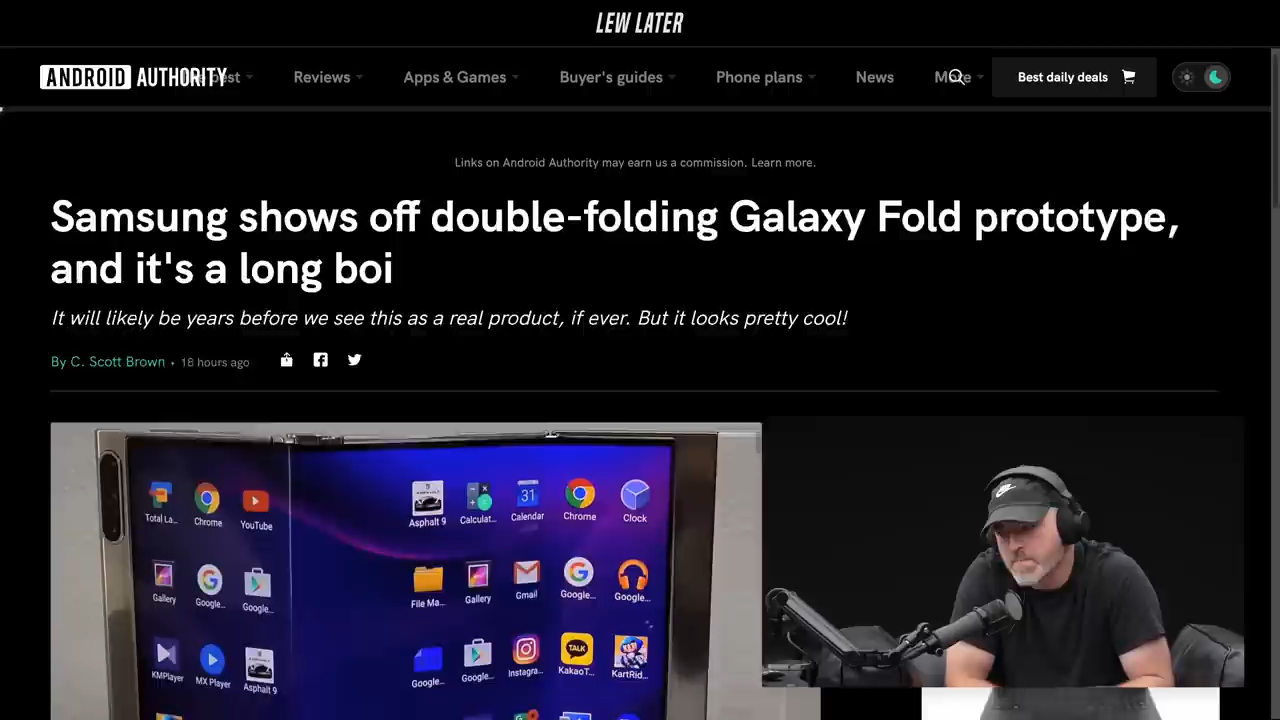 LEW LATER
ANDROID AUTHORITY
Reviews
Apps & Games
Buyer's guides
Phone plans
News
More
Best daily deals
Links on Android Authority may earn us a commission. Learn more.
Samsung shows off double-folding Galaxy Fold prototype,
and it's a long boi
It will likely be years before we see this as a real product, if ever. But it looks pretty cool!
By C. Scott Brown • 18 hours ago
Total La... Chrome YouTube Asphalt 9 Calculat... Calendar Chrome Clock
31
Gallery Google... Google... File Ma... Gallery Gmail Google... Google...
TALK
KMPlayer MX Player Asphalt 9 Google... Google... Instagra... KakaoT... KartRid...